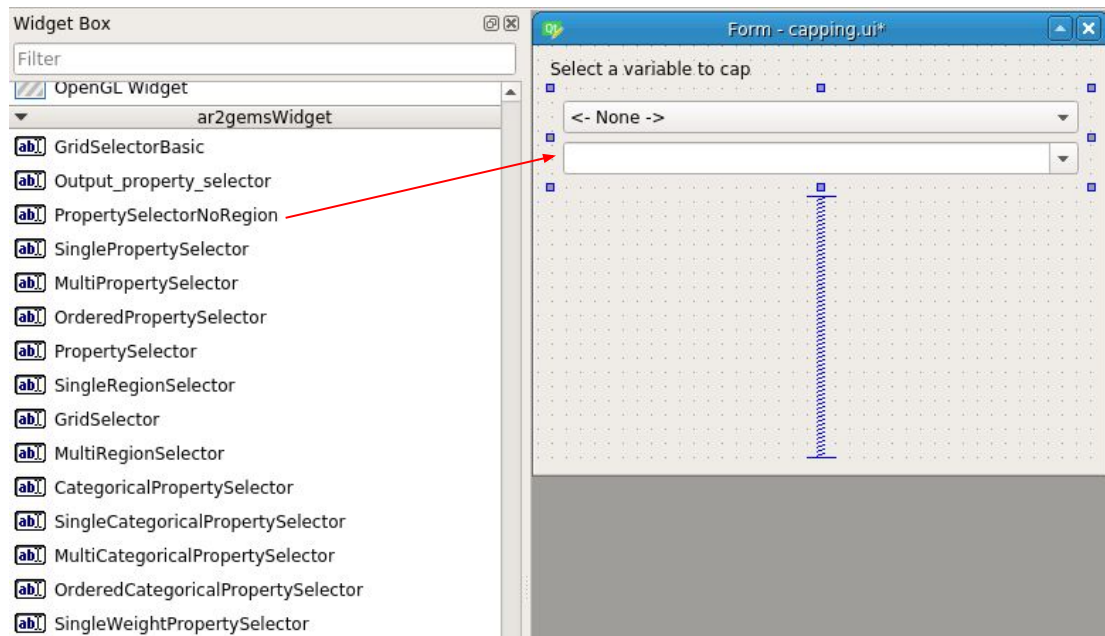 Widget Box
Filter
OpenGL Widget
ar2gemsWidget
GridSelectorBasic
Output_property_selector
PropertySelectorNoRegion
SinglePropertySelector
MultiPropertySelector
OrderedPropertySelector
PropertySelector
SingleRegionSelector
GridSelector
MultiRegionSelector
CategoricalPropertySelector
SingleCategoricalPropertySelector
MultiCategoricalPropertySelector
OrderedCategoricalPropertySelector
SingleWeightPropertySelector
Form - capping.ui*
Select a variable to cap
<- None ->